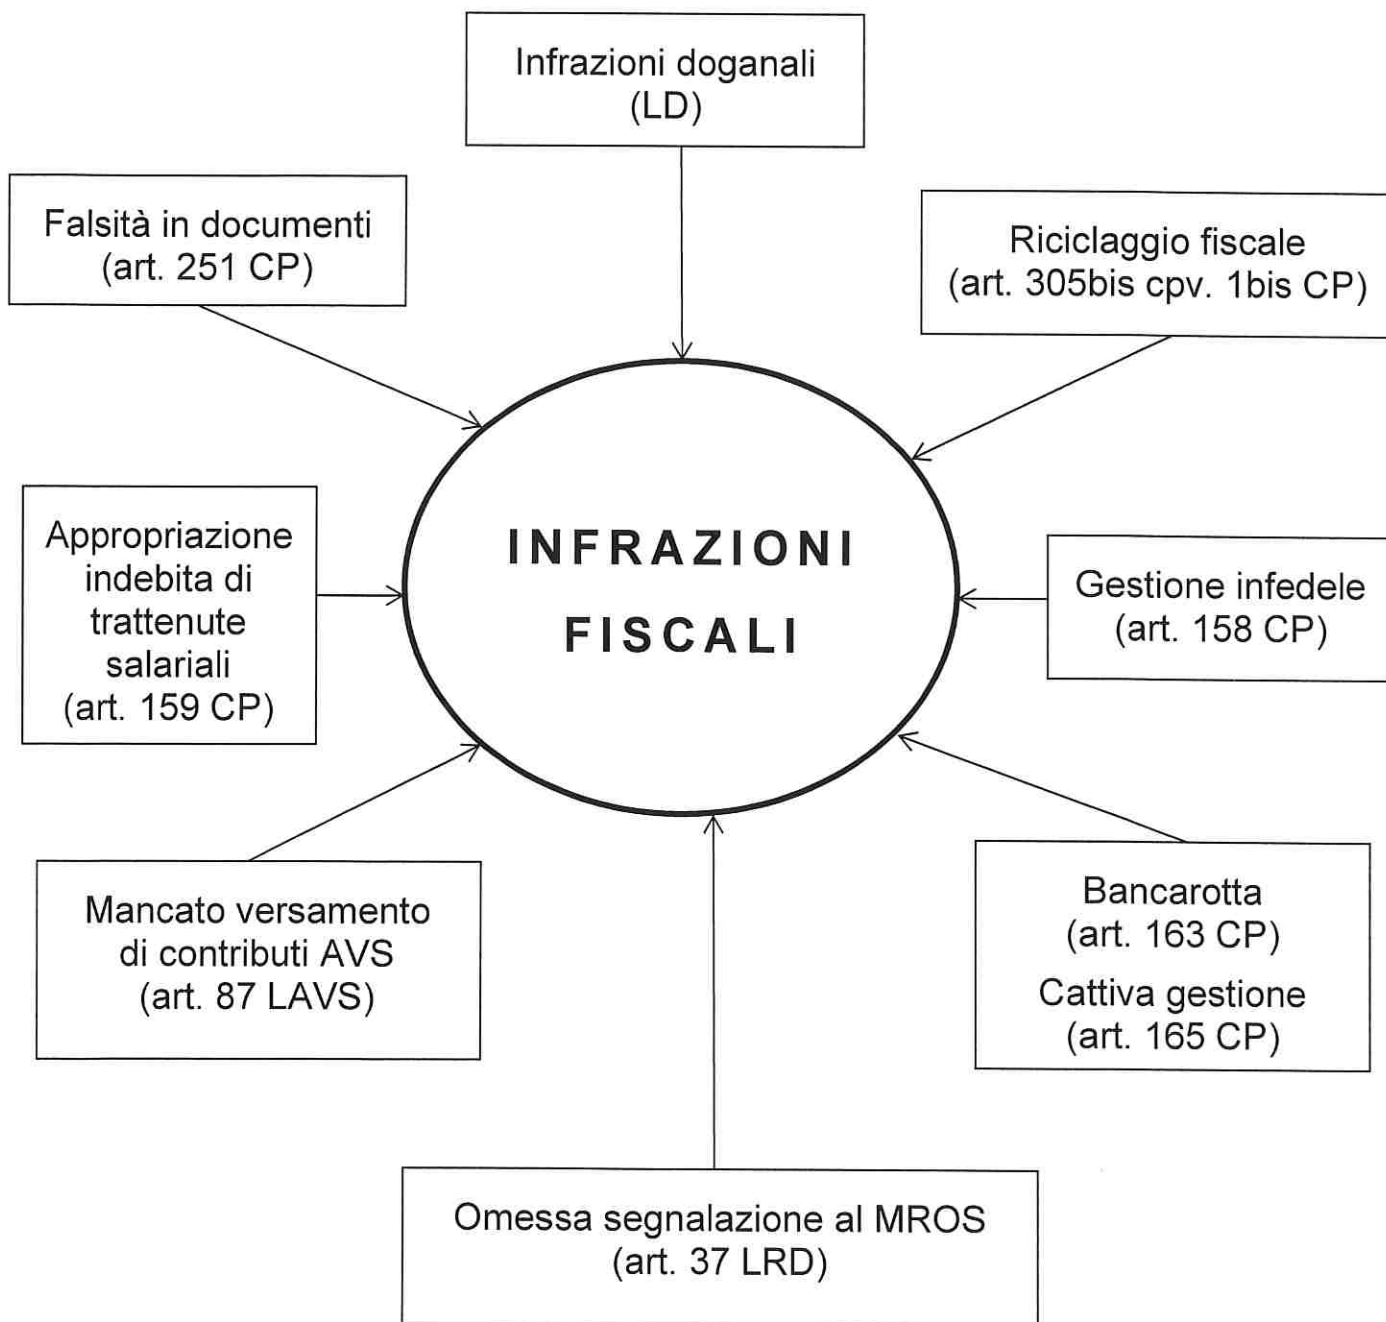 Infrazioni doganali
(LD)
Falsità in documenti
(art. 251 CP)
Riciclaggio fiscale
(art. 305bis cpv. 1bis CP)
INFRAZIONI
FISCALI
Appropriazione
indebita di
trattenute
salariali
(art. 159 CP)
Gestione infedele
(art. 158 CP)
Mancato versamento
di contributi AVS
(art. 87 LAVS)
Bancarotta
(art. 163 CP)
Cattiva gestione
(art. 165 CP)
Omessa segnalazione al MROS
(art. 37 LRD)